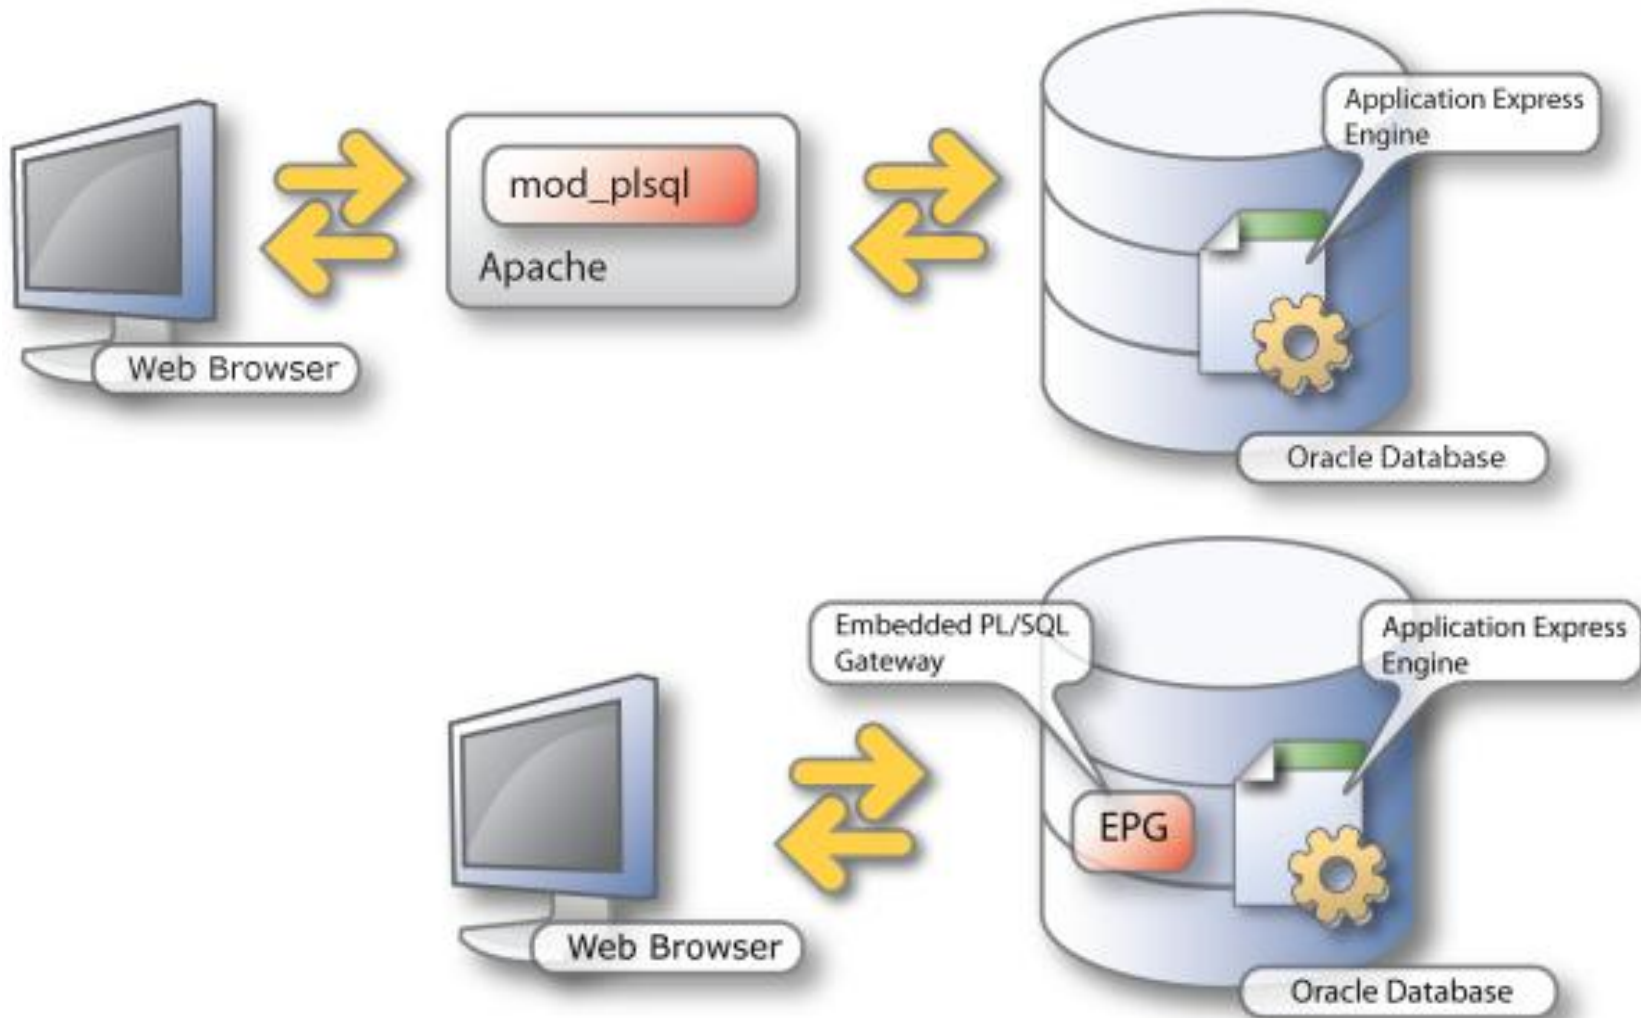 Application Express
Engine
mod_plsql
Apache
Web Browser
Oracle Database
Embedded PL/SQL
Gateway
Application Express
Engine
EPG
Web Browser
Oracle Database